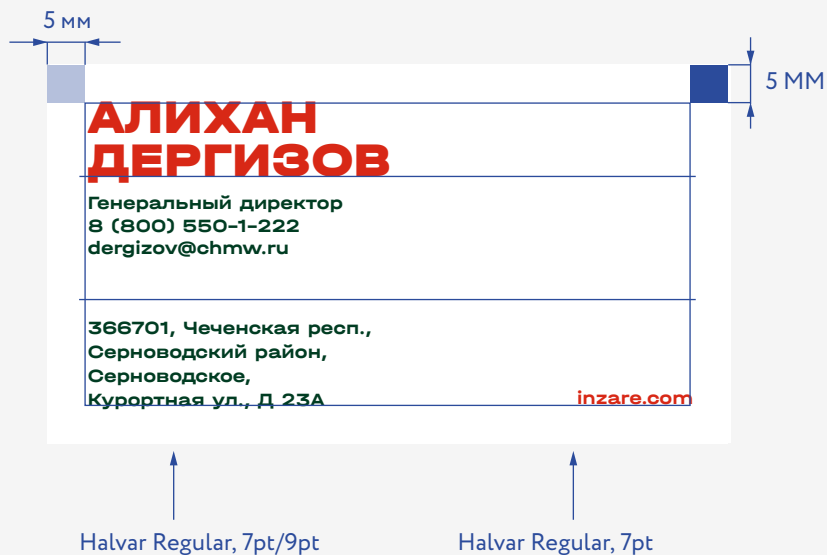 5 мм
5 ММ
АЛИХАН
ДЕРГИЗОВ
Генеральный директор
8 (800) 550-1-222
dergizov@chmw.ru
366701, Чеченская респ.,
Серноводский район,
Серноводское,
Курортная ул., Д 23А
inzare.com
Halvar Regular, 7pt/9pt
Halvar Regular, 7pt